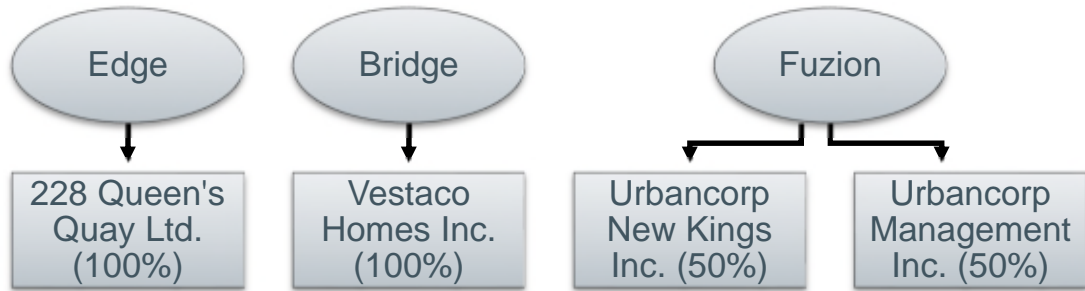 Edge
Bridge
Fuzion
228 Queen's
Quay Ltd.
(100%)
Vestaco
Homes Inc.
(100%)
Urbancorp
New Kings
Inc. (50%)
Urbancorp
Management
Inc. (50%)